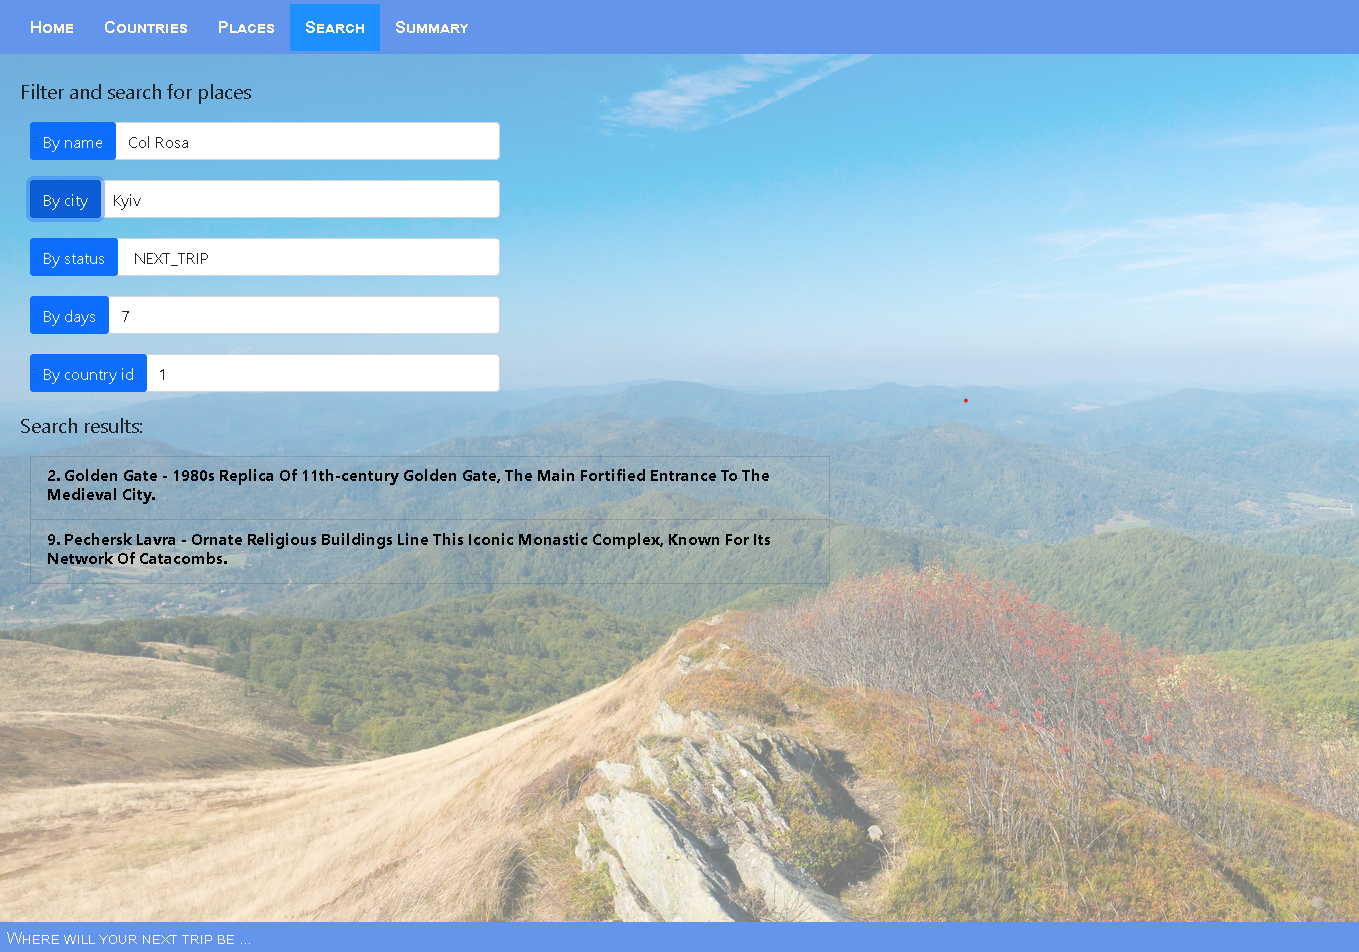 Home Countries Places Search Summary
Filter and search for places
By name Col Rosa
By city Kyiv
By status NEXT_TRIP
By days 7
By country id 1
Search results:
2. Golden Gate - 1980s Replica Of 11th-century Golden Gate, The Main Fortified Entrance To The
Medieval City.
9. Pechersk Lavra - Ornate Religious Buildings Line This Iconic Monastic Complex, Known For Its
Network Of Catacombs.
Where will your next trip be ...